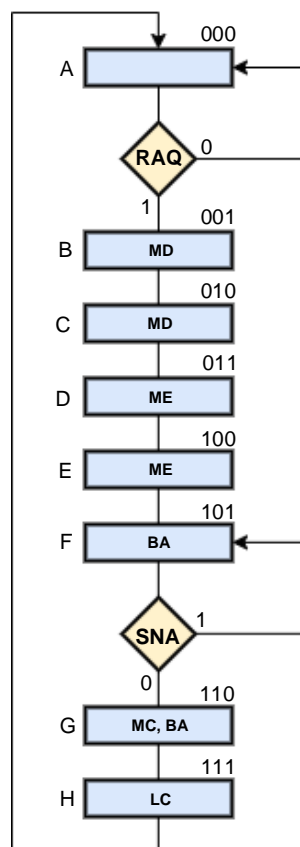 000
A
RAQ 0
1
001
B MD
010
C MD
011
D ME
100
E ME
101
F BA
SNA 1
0
110
G MC, BA
111
H LC